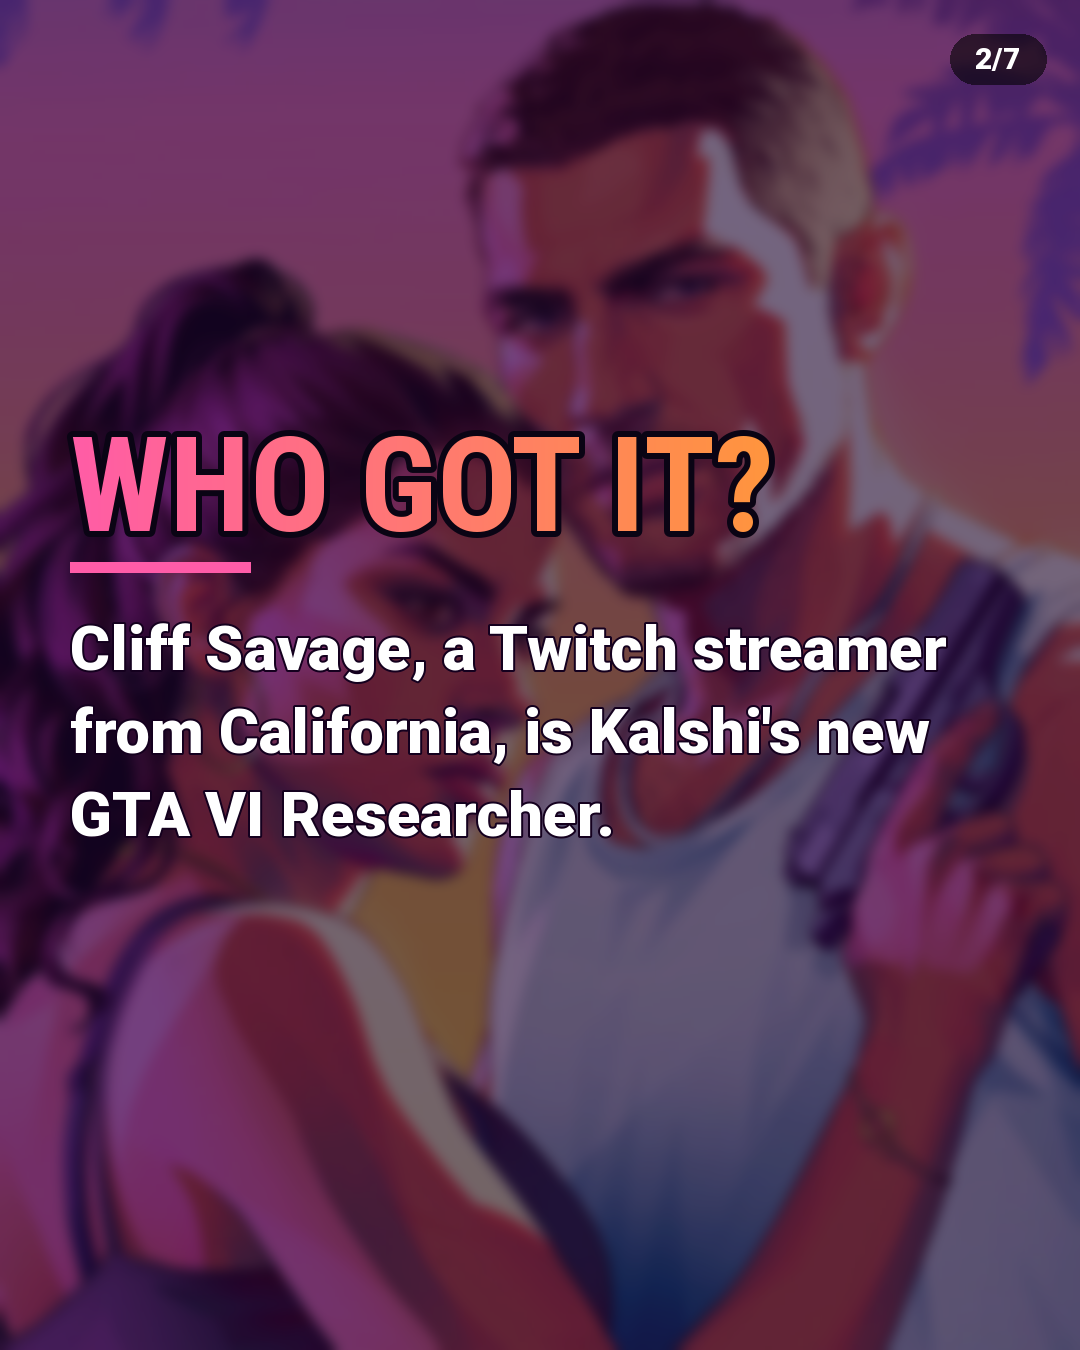 2/7
WHO GOT IT?
Cliff Savage, a Twitch streamer
from California, is Kalshi's new
GTA VI Researcher.